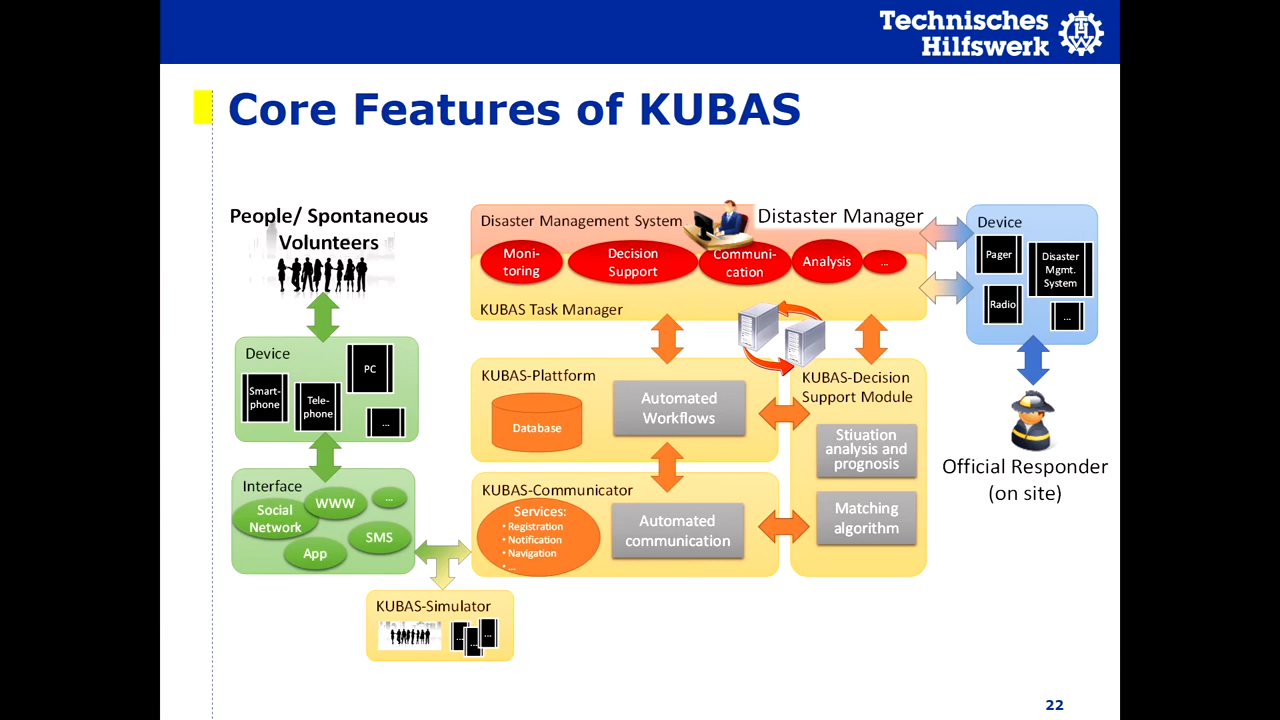 Technisches
Hilfswerk
THW
Core Features of KUBAS
People/ Spontaneous
Volunteers
Device
Smart-
phone
Tele-
phone
PC
...
Interface
Social
Network
WWW
...
App
SMS
KUBAS-Simulator
...
...
...
Disaster Management System
Distaster Manager
Moni-
toring
Decision
Support
Communi-
cation
Analysis
...
KUBAS Task Manager
KUBAS-Plattform
Database
Automated
Workflows
KUBAS-Communicator
Services:
• Registration
• Notification
• Navigation
• ...
Automated
communication
KUBAS-Decision
Support Module
Stiuation
analysis and
prognosis
Matching
algorithm
Device
Pager
Disaster
Mgmt.
System
Radio
...
Official Responder
(on site)
22